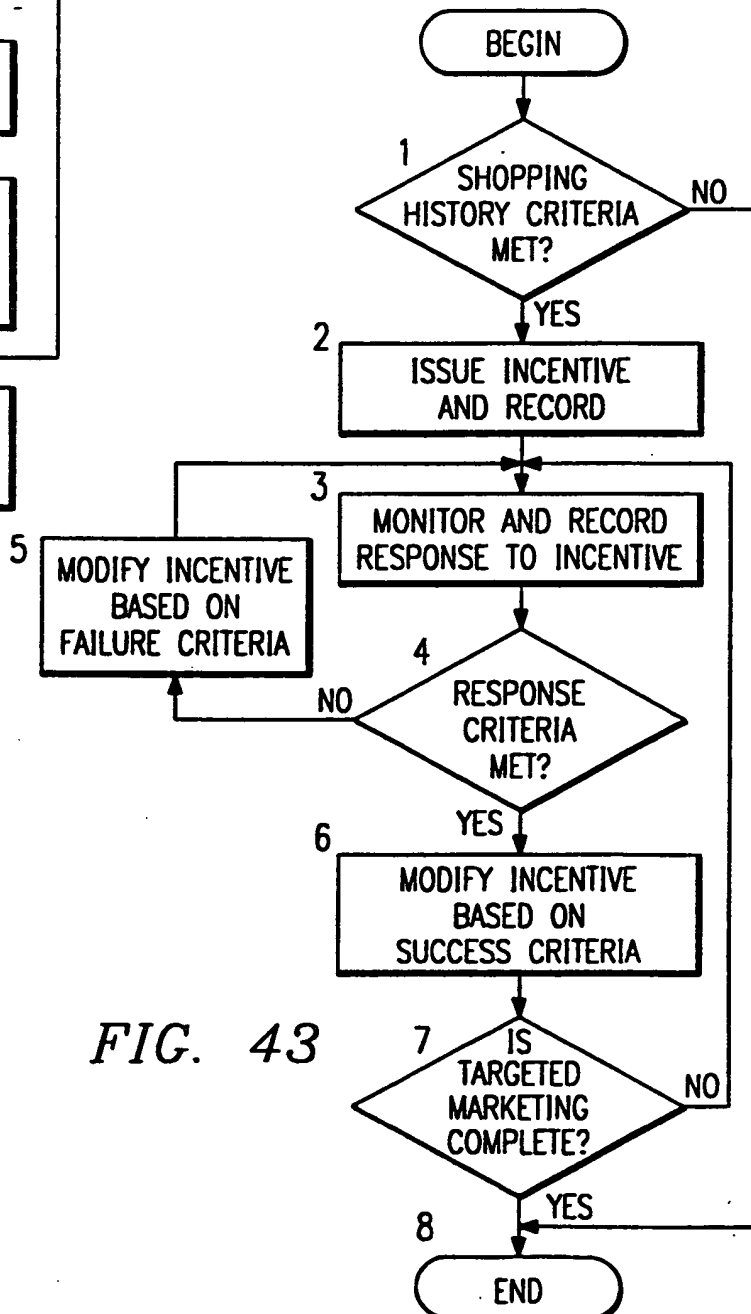 BEGIN
1
SHOPPING
HISTORY CRITERIA
MET?
NO
YES
2
ISSUE INCENTIVE
AND RECORD
3
MONITOR AND RECORD
RESPONSE TO INCENTIVE
5
MODIFY INCENTIVE
BASED ON
FAILURE CRITERIA
4
RESPONSE
CRITERIA
MET?
NO
YES
6
MODIFY INCENTIVE
BASED ON
SUCCESS CRITERIA
FIG. 43
7
IS
TARGETED
MARKETING
COMPLETE?
NO
YES
8
END